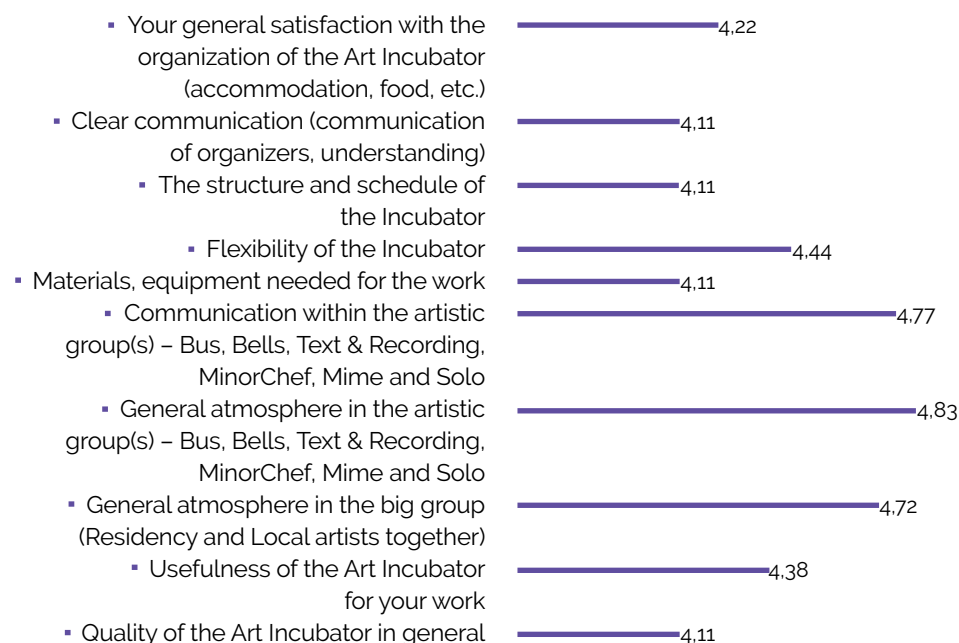 ▪ Your general satisfaction with the 4,22
organization of the Art Incubator
(accommodation, food, etc.)
▪ Clear communication (communication 4,11
of organizers, understanding)
▪ The structure and schedule of 4,11
the Incubator
▪ Flexibility of the Incubator 4,44
▪ Materials, equipment needed for the work 4,11
▪ Communication within the artistic 4,77
group(s) – Bus, Bells, Text & Recording,
MinorChef, Mime and Solo
▪ General atmosphere in the artistic 4,83
group(s) – Bus, Bells, Text & Recording,
MinorChef, Mime and Solo
▪ General atmosphere in the big group 4,72
(Residency and Local artists together)
▪ Usefulness of the Art Incubator 4,38
for your work
▪ Quality of the Art Incubator in general 4,11